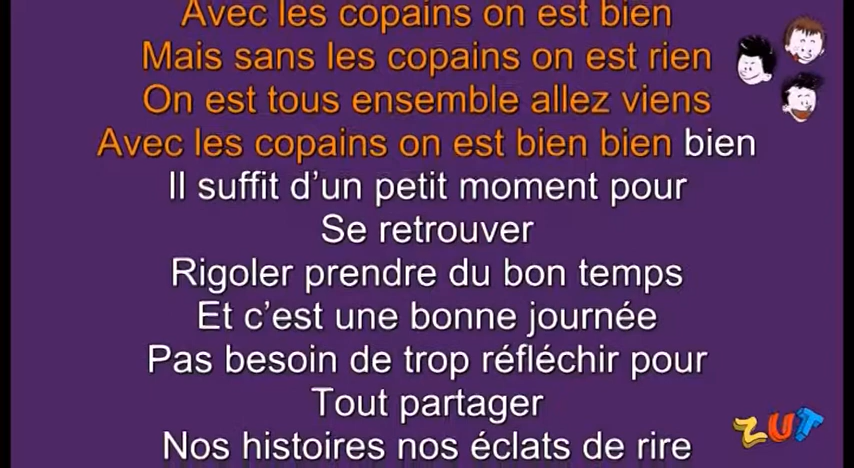 Avec les copains on est bien
Mais sans les copains on est rien
On est tous ensemble allez viens
Avec les copains on est bien bien bien
Il suffit d'un petit moment pour
Se retrouver
Rigoler prendre du bon temps
Et c'est une bonne journée
Pas besoin de trop réfléchir pour
Tout partager
Nos histoires nos éclats de rire
ZUT